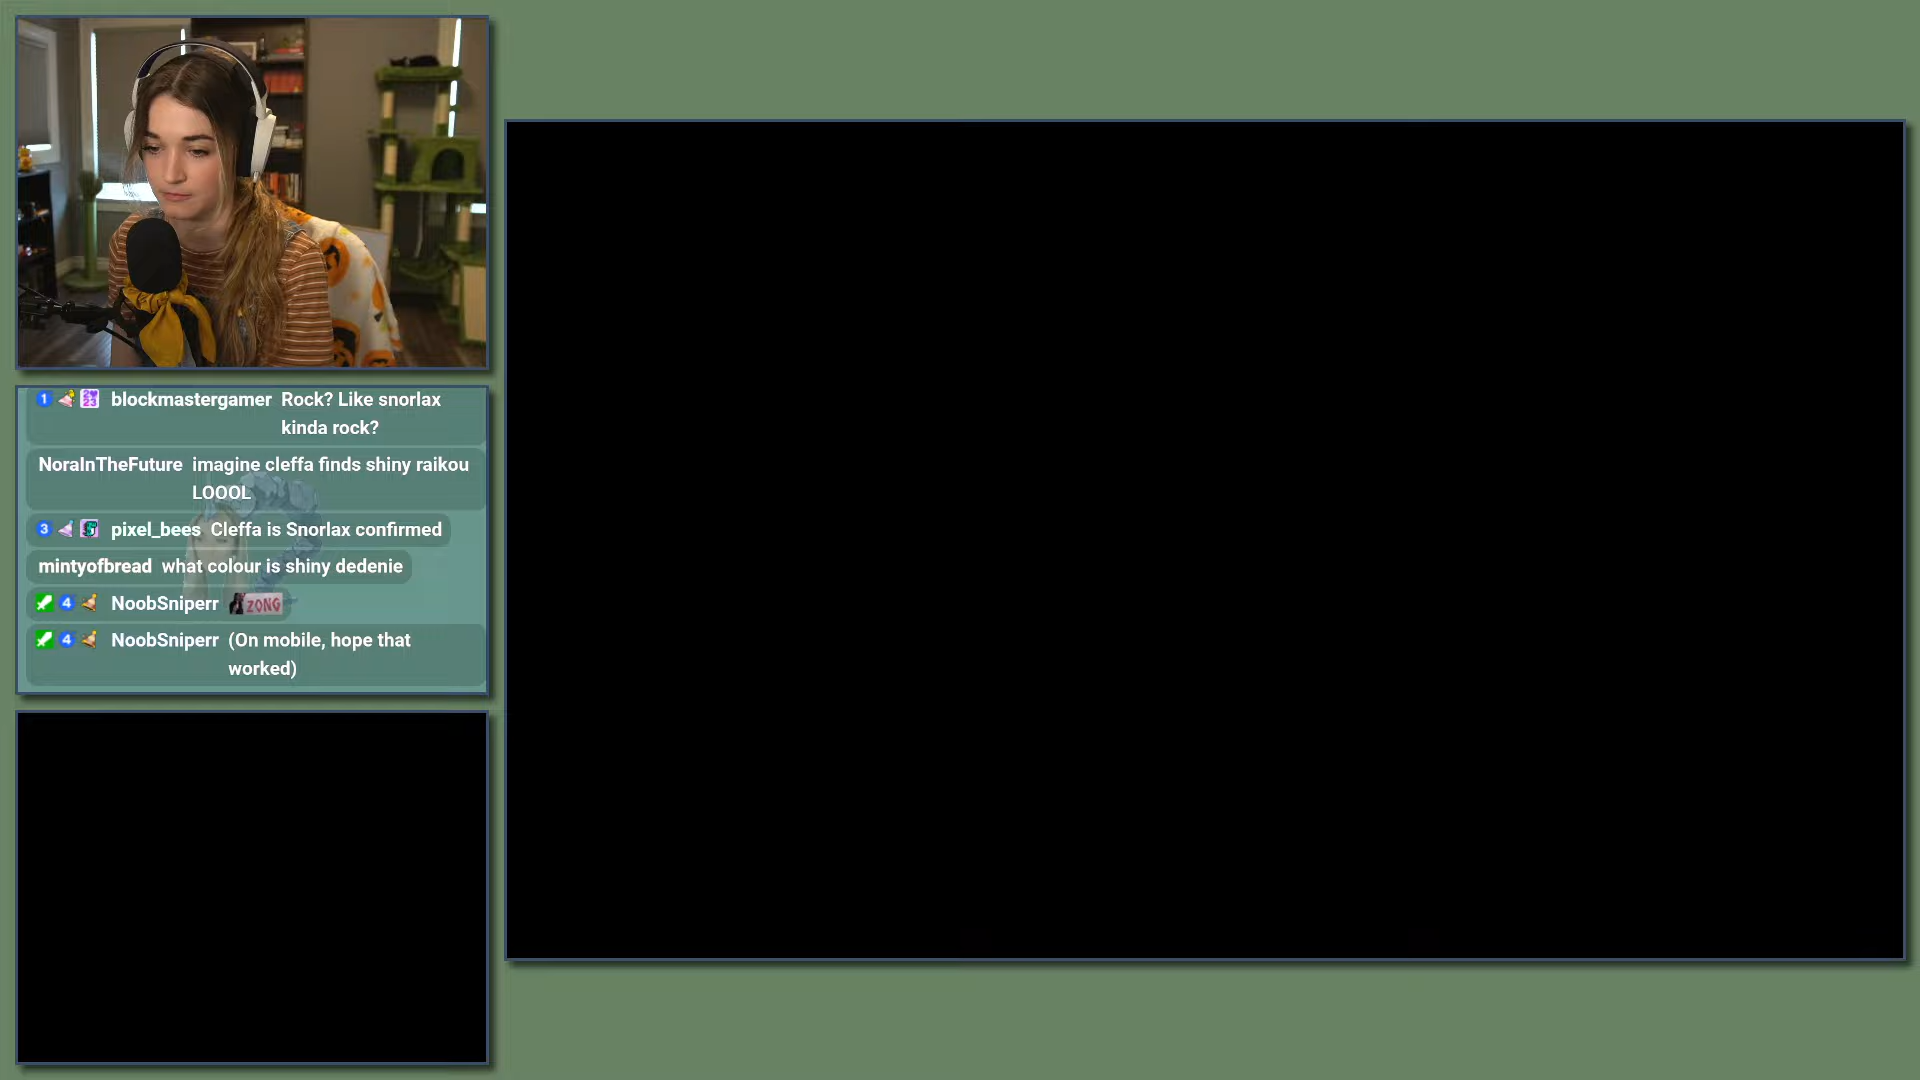 blockmastergamer Rock? Like snorlax
kinda rock?
NoraInTheFuture imagine cleffa finds shiny raikou
LOOOL
pixel_bees Cleffa is Snorlax confirmed
mintyofbread what colour is shiny dedenie
NoobSniperr ZONG
NoobSniperr (On mobile, hope that
worked)